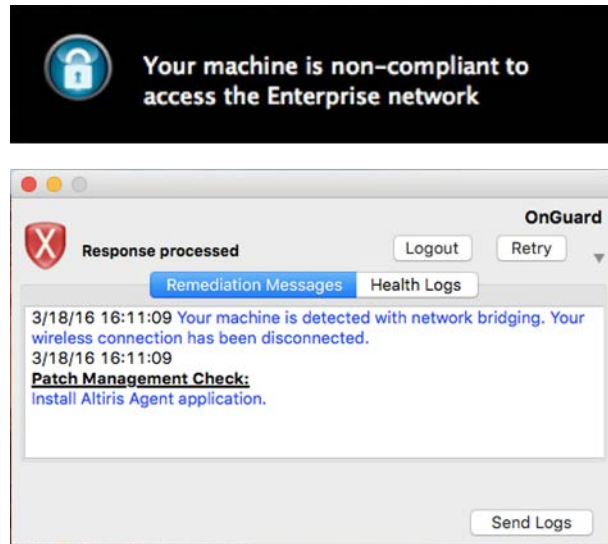 Your machine is non-compliant to
access the Enterprise network
OnGuard
Response processed
Logout
Retry
Remediation Messages
Health Logs
3/18/16 16:11:09 Your machine is detected with network bridging. Your
wireless connection has been disconnected.
3/18/16 16:11:09
Patch Management Check:
Install Altiris Agent application.
Send Logs